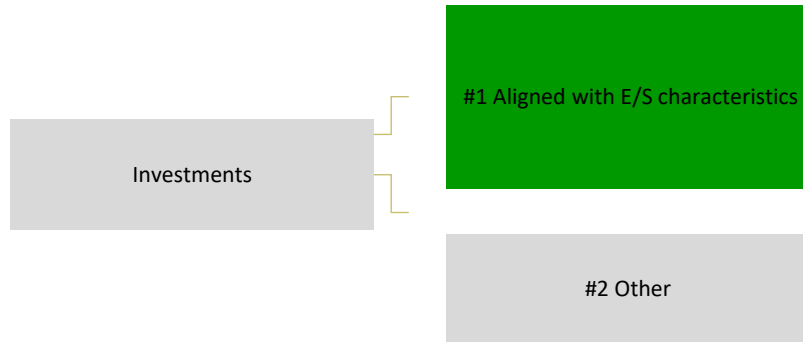 #1 Aligned with E/S characteristics
Investments
#2 Other